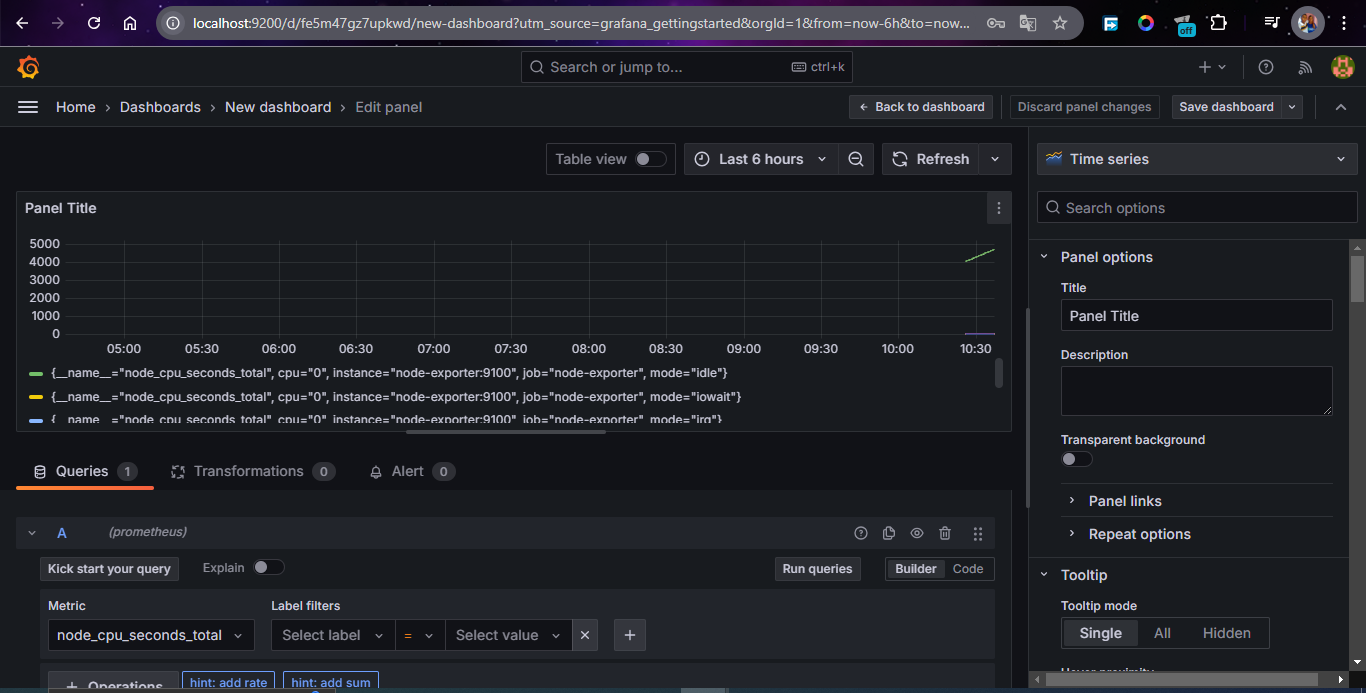 localhost:9200/d/fe5m47gz7upkwd/new-dashboard?utm_source=grafana_gettingstarted&orgId=1&from=now-6h&to=now...
off
Search or jump to... ctrl+k
Home › Dashboards › New dashboard › Edit panel
Back to dashboard
Discard panel changes
Save dashboard
Table view
Last 6 hours
Refresh
Panel Title
5000
4000
3000
2000
1000
0
05:00 05:30 06:00 06:30 07:00 07:30 08:00 08:30 09:00 09:30 10:00 10:30
{__name__="node_cpu_seconds_total", cpu="0", instance="node-exporter:9100", job="node-exporter", mode="idle"}
{__name__="node_cpu_seconds_total", cpu="0", instance="node-exporter:9100", job="node-exporter", mode="iowait"}
{__name__="node_cpu_seconds_total", cpu="0", instance="node-exporter:9100", job="node-exporter", mode="irq"}
Queries 1
Transformations 0
Alert 0
A (prometheus)
Kick start your query
Explain
Run queries
Builder
Code
Metric
Label filters
node_cpu_seconds_total
Select label
=
Select value
+ Operations
hint: add rate
hint: add sum
Time series
Search options
Panel options
Title
Panel Title
Description
Transparent background
Panel links
Repeat options
Tooltip
Tooltip mode
Single
All
Hidden
Hover proximity